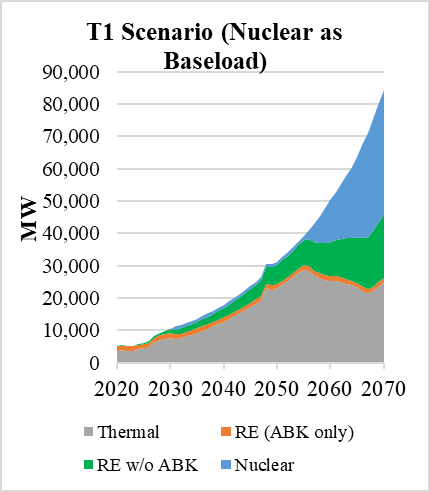 T1 Scenario (Nuclear as
Baseload)
90,000
80,000
70,000
60,000
50,000
40,000
30,000
20,000
10,000
0
MW
2020 2030 2040 2050 2060 2070
Thermal RE (ABK only)
RE w/o ABK Nuclear